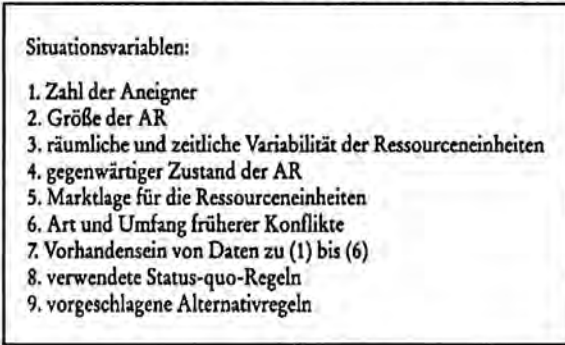 Situationsvariablen:
1. Zahl der Aneigner
2. Größe der AR
3. räumliche und zeitliche Variabilität der Ressourceneinheiten
4. gegenwärtiger Zustand der AR
5. Marktlage für die Ressourceneinheiten
6. Art und Umfang früherer Konflikte
7. Vorhandensein von Daten zu (1) bis (6)
8. verwendete Status-quo-Regeln
9. vorgeschlagene Alternativregeln